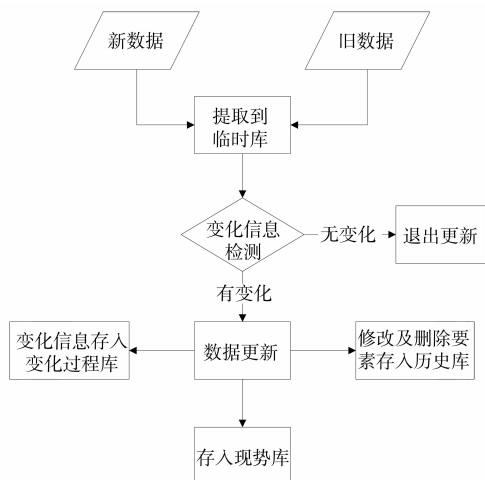 新数据
旧数据
提取到
临时库
变化信息
检测
无变化
退出更新
有变化
变化信息存入
变化过程库
数据更新
修改及删除要
素存入历史库
存入现势库